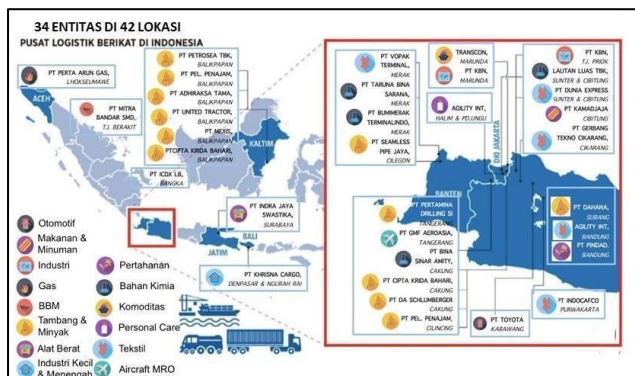 34 ENTITAS DI 42 LOKASI
PUSAT LOGISTIK BERIKAT DI INDONESIA
PT PERTA ARUN GAS,
LHOKSEUMAWE
ACEH
PT MITRA
BANDAR SMD,
TJ. BERAKIT
PT PETROSEA TBK,
BALIKPAPAN
PT PEL. PENAJAM,
BALIKPAPAN
PT ADHIRAKSA TAMA,
BALIKPAPAN
PT UNITED TRACTOR,
BALIKPAPAN
PT MEXIS,
BALIKPAPAN
PT CIPTA KRIDA BAHARI,
BALIKPAPAN
KALTIM
PT ICDX LB,
BANGKA
PT INDRA JAYA
SWASTIKA,
SURABAYA
BALI
JATIM
PT KHRISNA CARGO,
DENPASAR & NGURAH RAI
Otomotif
Makanan &
Minuman
Industri
Gas
BBM
Tambang &
Minyak
Alat Berat
Industri Kecil
& Menengah
Pertahanan
Bahan Kimia
Komoditas
Personal Care
Tekstil
Aircraft MRO
PT VOPAK
TERMINAL,
MERAK
PT TARUNA BINA
SARANA,
MERAK
PT BUMIMERAK
TERMINALINDO,
MERAK
PT SEAMLESS
PIPE JAYA,
CILEGON
TRANSCON,
MARUNDA
PT KBN,
MARUNDA
AGILITY INT,
HALIM & PD.UNGU
DKI JAKARTA
PT KBN,
TJ. PRIOK
LAUTAN LUAS TBK,
SUNTER & CIBITUNG
PT DUNIA EXPRESS
SUNTER & CIBITUNG
PT KAMADJAJA
CIBITUNG
PT GERBANG
TEKNO CIKARANG,
CIKARANG
BANTEN
PT PERTAMINA
DRILLING SI
TANGERANG
PT GMF AEROASIA,
TANGERANG
PT BINA
SINAR AMITY,
CAKUNG
PT CIPTA KRIDA BAHARI,
CAKUNG
PT DA SCHLUMBERGER
CAKUNG
PT PEL. PENAJAM,
CILINCING
PT DAHANA,
SUBANG
AGILITY INT,
BANDUNG
PT PINDAD,
BANDUNG
PT INDOCAFCO
PURWAKARTA
PT TOYOTA
KARAWANG